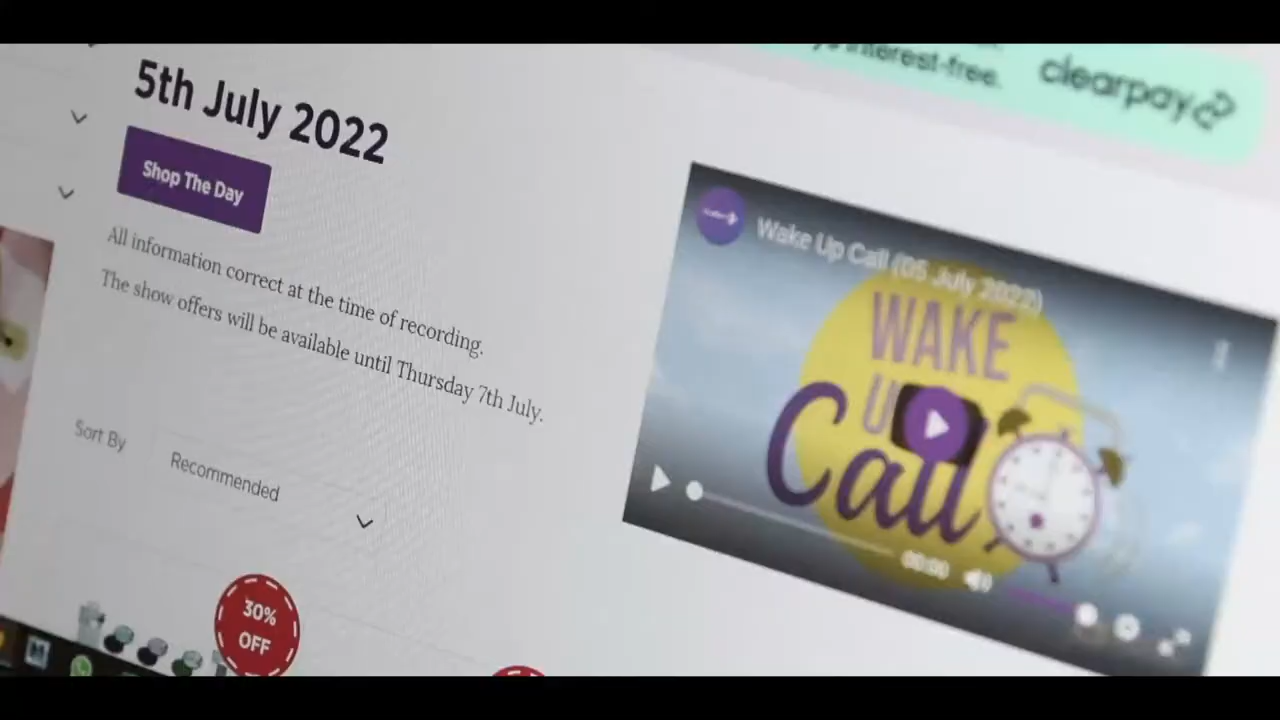 interest-free.
clearpay
5th July 2022
Shop The Day
All information correct at the time of recording.
The show offers will be available until Thursday 7th July.
Wake Up Call (05 July 2022)
WAKE
Call
00:00
Sort By
Recommended
30%
OFF